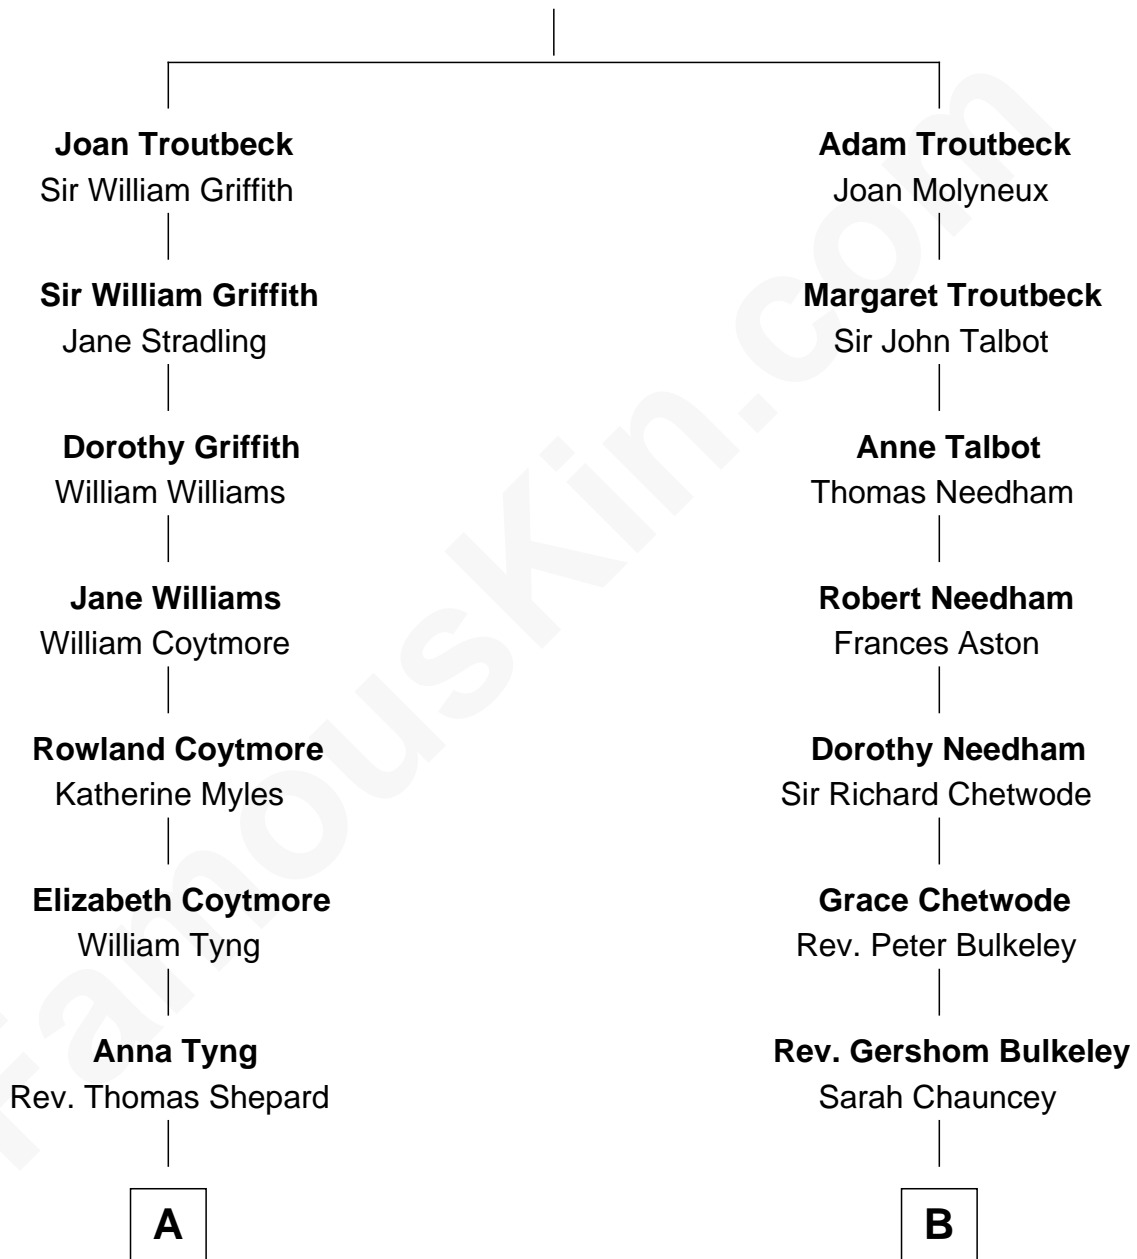 Joan Troutbeck
Sir William Griffith
Sir William Griffith
Jane Stradling
Dorothy Griffith
William Williams
Jane Williams
William Coytmore
Rowland Coytmore
Katherine Myles
Elizabeth Coytmore
William Tyng
Anna Tyng
Rev. Thomas Shepard
A
Adam Troutbeck
Joan Molyneux
Margaret Troutbeck
Sir John Talbot
Anne Talbot
Thomas Needham
Robert Needham
Frances Aston
Dorothy Needham
Sir Richard Chetwode
Grace Chetwode
Rev. Peter Bulkeley
Rev. Gershom Bulkeley
Sarah Chauncey
B
FamousKin.com